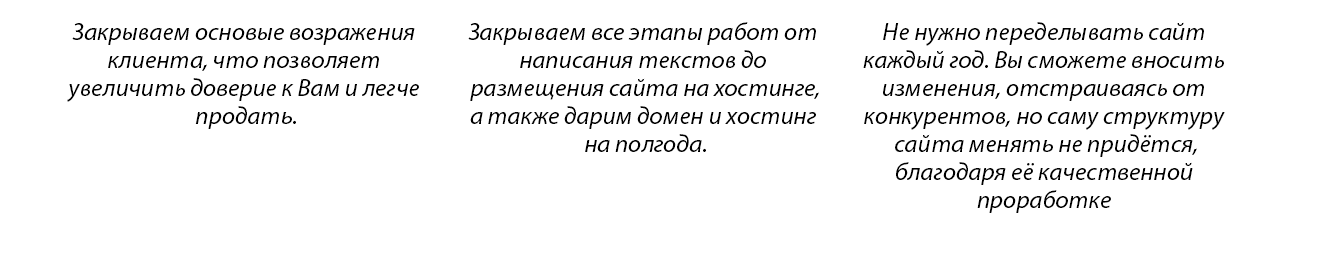 Закрываем основые возражения
клиента, что позволяет
увеличить доверие к Вам и легче
продать.
Закрываем все этапы работ от
написания текстов до
размещения сайта на хостинге,
а также дарим домен и хостинг
на полгода.
Не нужно переделывать сайт
каждый год. Вы сможете вносить
изменения, отстраиваясь от
конкурентов, но саму структуру
сайта менять не придётся,
благодаря её качественной
проработке